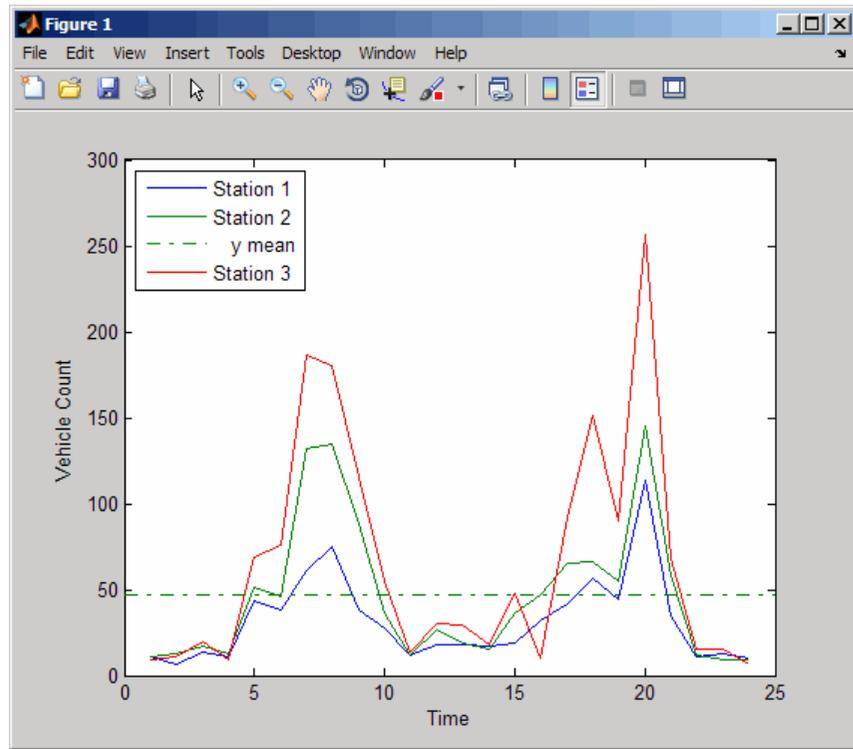 Figure 1
File Edit View Insert Tools Desktop Window Help
300
250
200
150
100
50
0
Station 1
Station 2
y mean
Station 3
Vehicle Count
0 5 10 15 20 25
Time